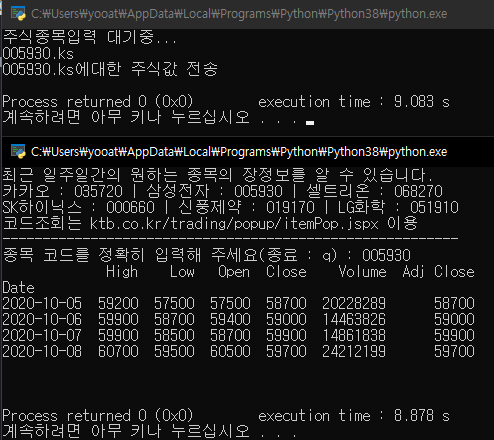 C:₩Users₩yooat₩AppData₩Local₩Programs₩Python₩Python38₩python.exe
주식종목입력 대기중...
005930.ks
005930.ks에대한 주식값 전송
Process returned 0 (0x0)        execution time : 9.083 s
계속하려면 아무 키나 누르십시오 . . .
C:₩Users₩yooat₩AppData₩Local₩Programs₩Python₩Python38₩python.exe
최근 일주일간의 원하는 종목의 장정보를 알 수 있습니다.
카카오 : 035720 | 삼성전자 : 005930 | 셀트리온 : 068270
SK하이닉스 : 000660 | 신풍제약 : 019170 | LG화학 : 051910
코드조회는 ktb.co.kr/trading/popup/itemPop.jspx 이용
---------------------------------------------------------
종목 코드를 정확히 입력해 주세요(종료 : q) : 005930
             High    Low   Open  Close    Volume  Adj Close
Date
2020-10-05  59200  57500  57500  58700  20228289      58700
2020-10-06  59900  58700  59400  59000  14463826      59000
2020-10-07  59900  58500  58700  59900  14861838      59900
2020-10-08  60700  59500  60500  59700  24212199      59700
Process returned 0 (0x0)        execution time : 8.878 s
계속하려면 아무 키나 누르십시오 . . .